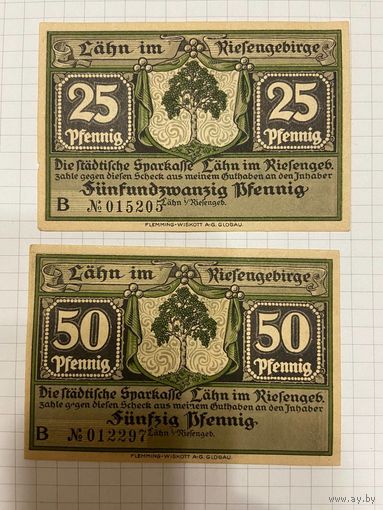 Lähn im Riesengebirge
25 25
Pfennig Pfennig
Die städtische Sparkasse Lähn im Riesengeb.
zahle gegen diesen Scheck aus meinem Guthaben an den Inhaber
Fünfundzwanzig Pfennig
B № 015205 Lähn i/Riesengeb.
FLEMMING-WISKOTT A-G. GLOGAU.
Lähn im Riesengebirge
50 50
Pfennig Pfennig
Die städtische Sparkasse Lähn im Riesengeb.
zahle gegen diesen Scheck aus meinem Guthaben an den Inhaber
Fünfzig Pfennig
B № 012297 Lähn i/Riesengeb.
FLEMMING-WISKOTT A-G. GLOGAU.
www.ay.by